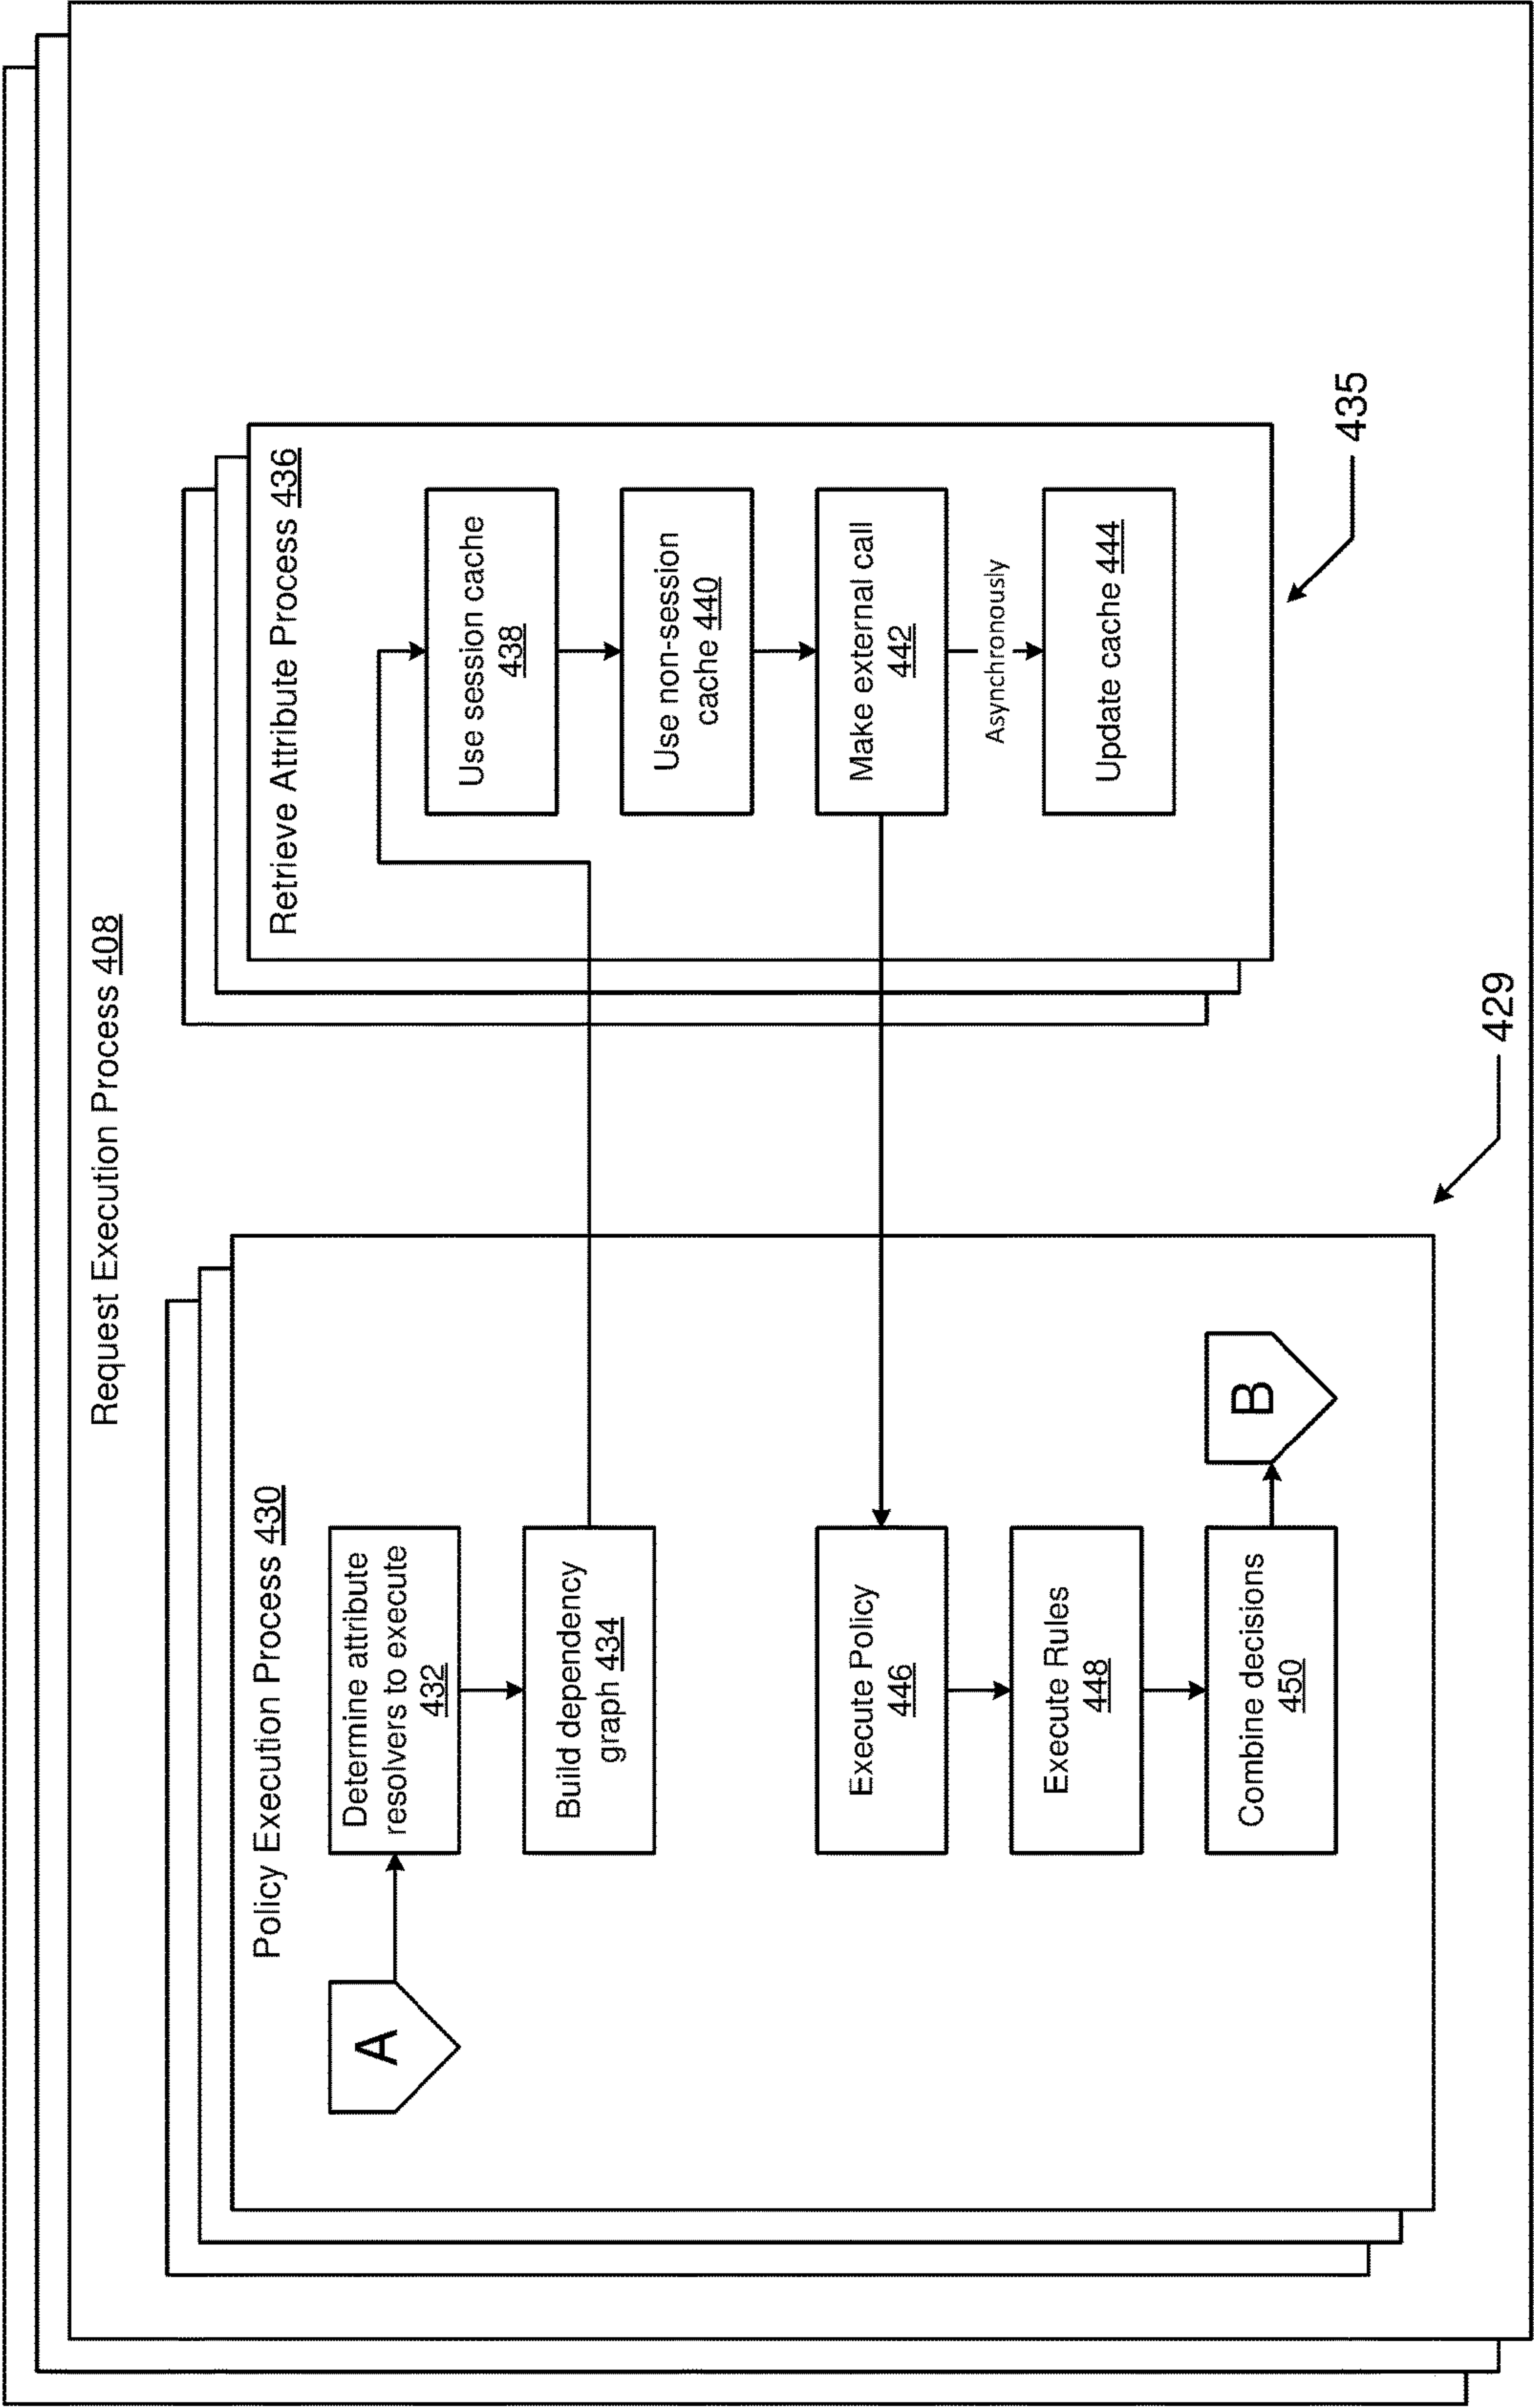 Request Execution Process 408
Policy Execution Process 430
A
Determine attribute
resolvers to execute
432
Build dependency
graph 434
Execute Policy
446
Execute Rules
448
Combine decisions
450
B
429
Retrieve Attribute Process 436
Use session cache
438
Use non-session
cache 440
Make external call
442
Asynchronously
Update cache 444
435